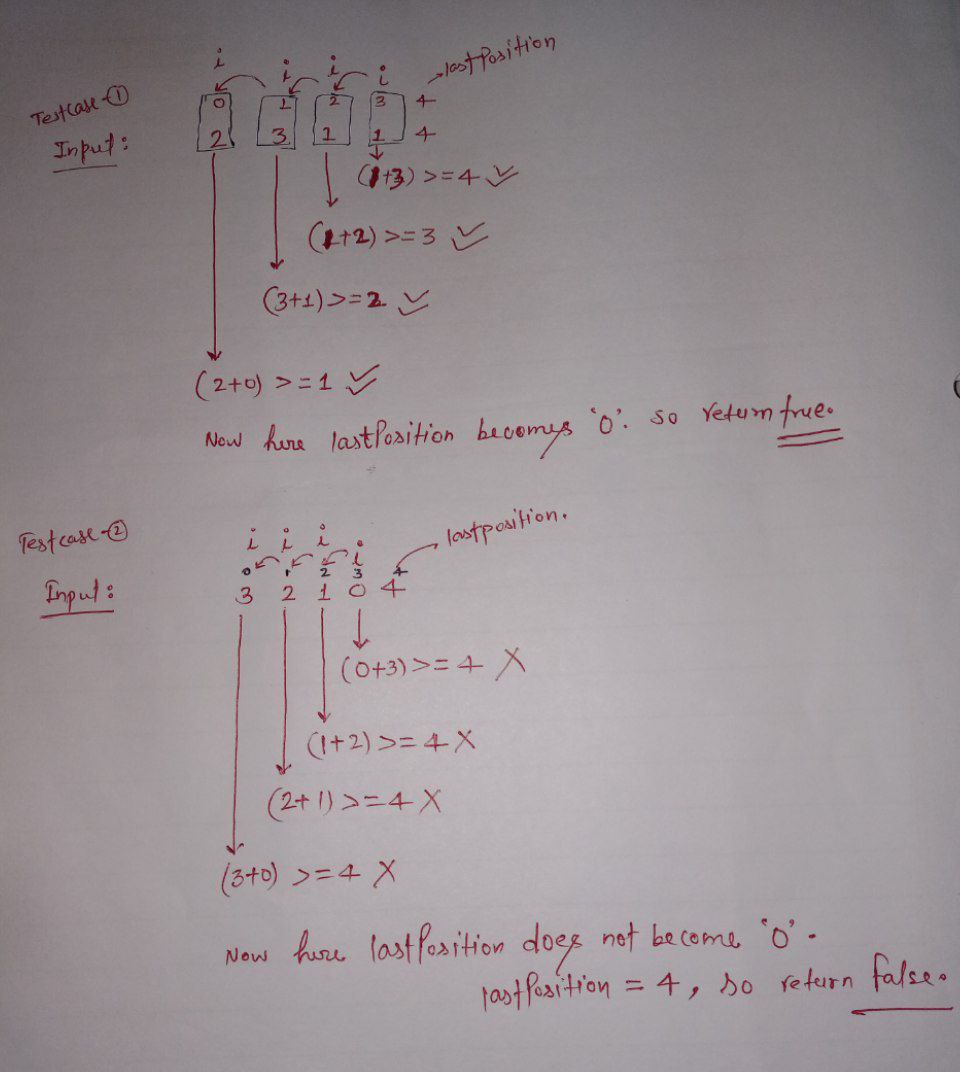 i i i i lastPosition
Testcase-①
0 1 2 3 4
Input: 2 3 1 1 4
(1+3) >= 4 ✓
(1+2) >= 3 ✓
(3+1) >= 2 ✓
(2+0) >= 1 ✓
Now here lastPosition becomes '0'. so return true.
Testcase-② i i i i lastposition.
0 1 2 3 4
Input: 3 2 1 0 4
(0+3) >= 4 X
(1+2) >= 4 X
(2+1) >= 4 X
(3+0) >= 4 X
Now here lastPosition does not become '0'.
lastPosition = 4, so return false.